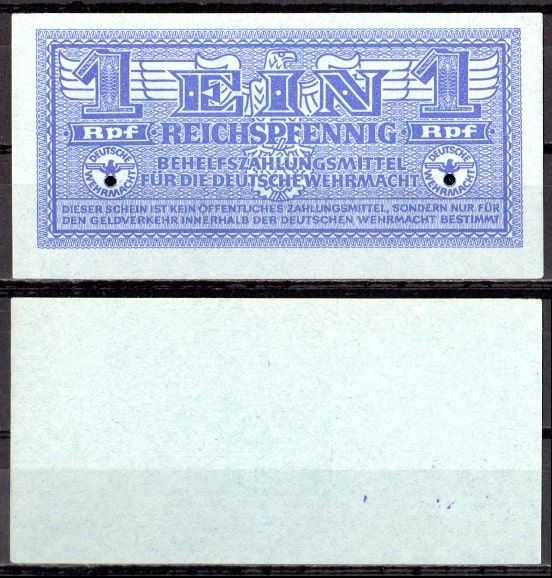 1 EIN 1
Rpf REICHSPFENNIG Rpf
BEHELFSZAHLUNGSMITTEL
FÜR DIE DEUTSCHE WEHRMACHT
DEUTSCHE WEHRMACHT
DEUTSCHE WEHRMACHT
DIESER SCHEIN IST KEIN ÖFFENTLICHES ZAHLUNGSMITTEL, SONDERN NUR FÜR
DEN GELDVERKEHR INNERHALB DER DEUTSCHEN WEHRMACHT BESTIMMT